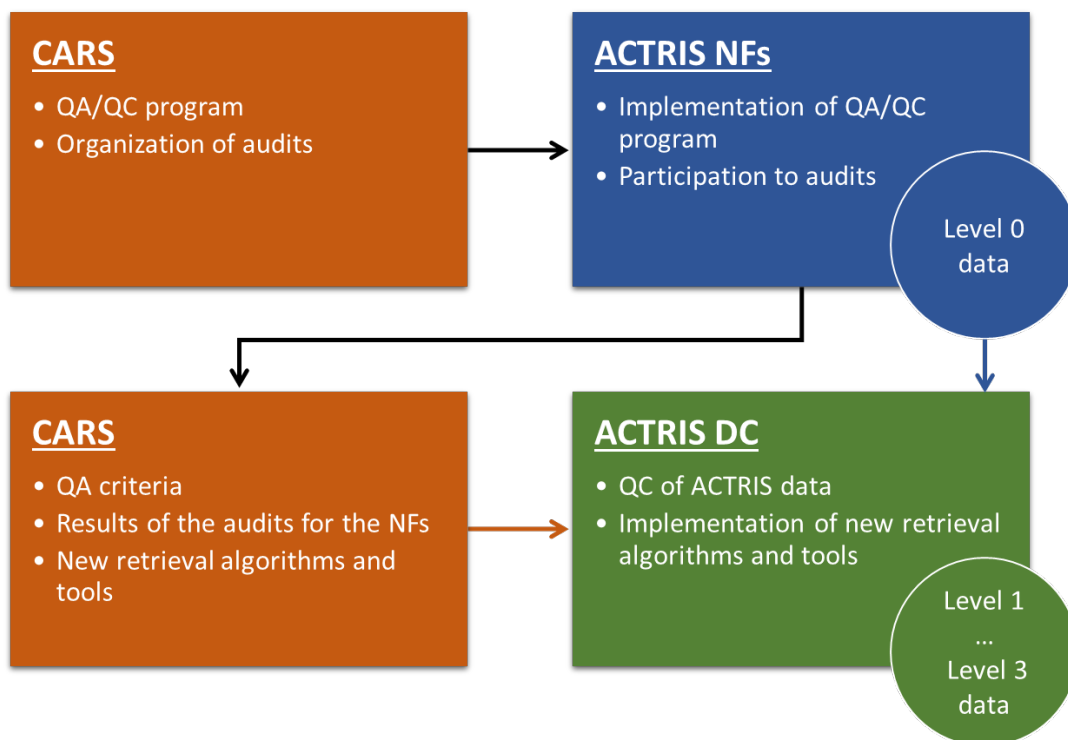 CARS
• QA/QC program
• Organization of audits
ACTRIS NFs
• Implementation of QA/QC
program
• Participation to audits
Level 0
data
CARS
• QA criteria
• Results of the audits for the NFs
• New retrieval algorithms and
tools
ACTRIS DC
• QC of ACTRIS data
• Implementation of new retrieval
algorithms and tools
Level 1
...
Level 3
data